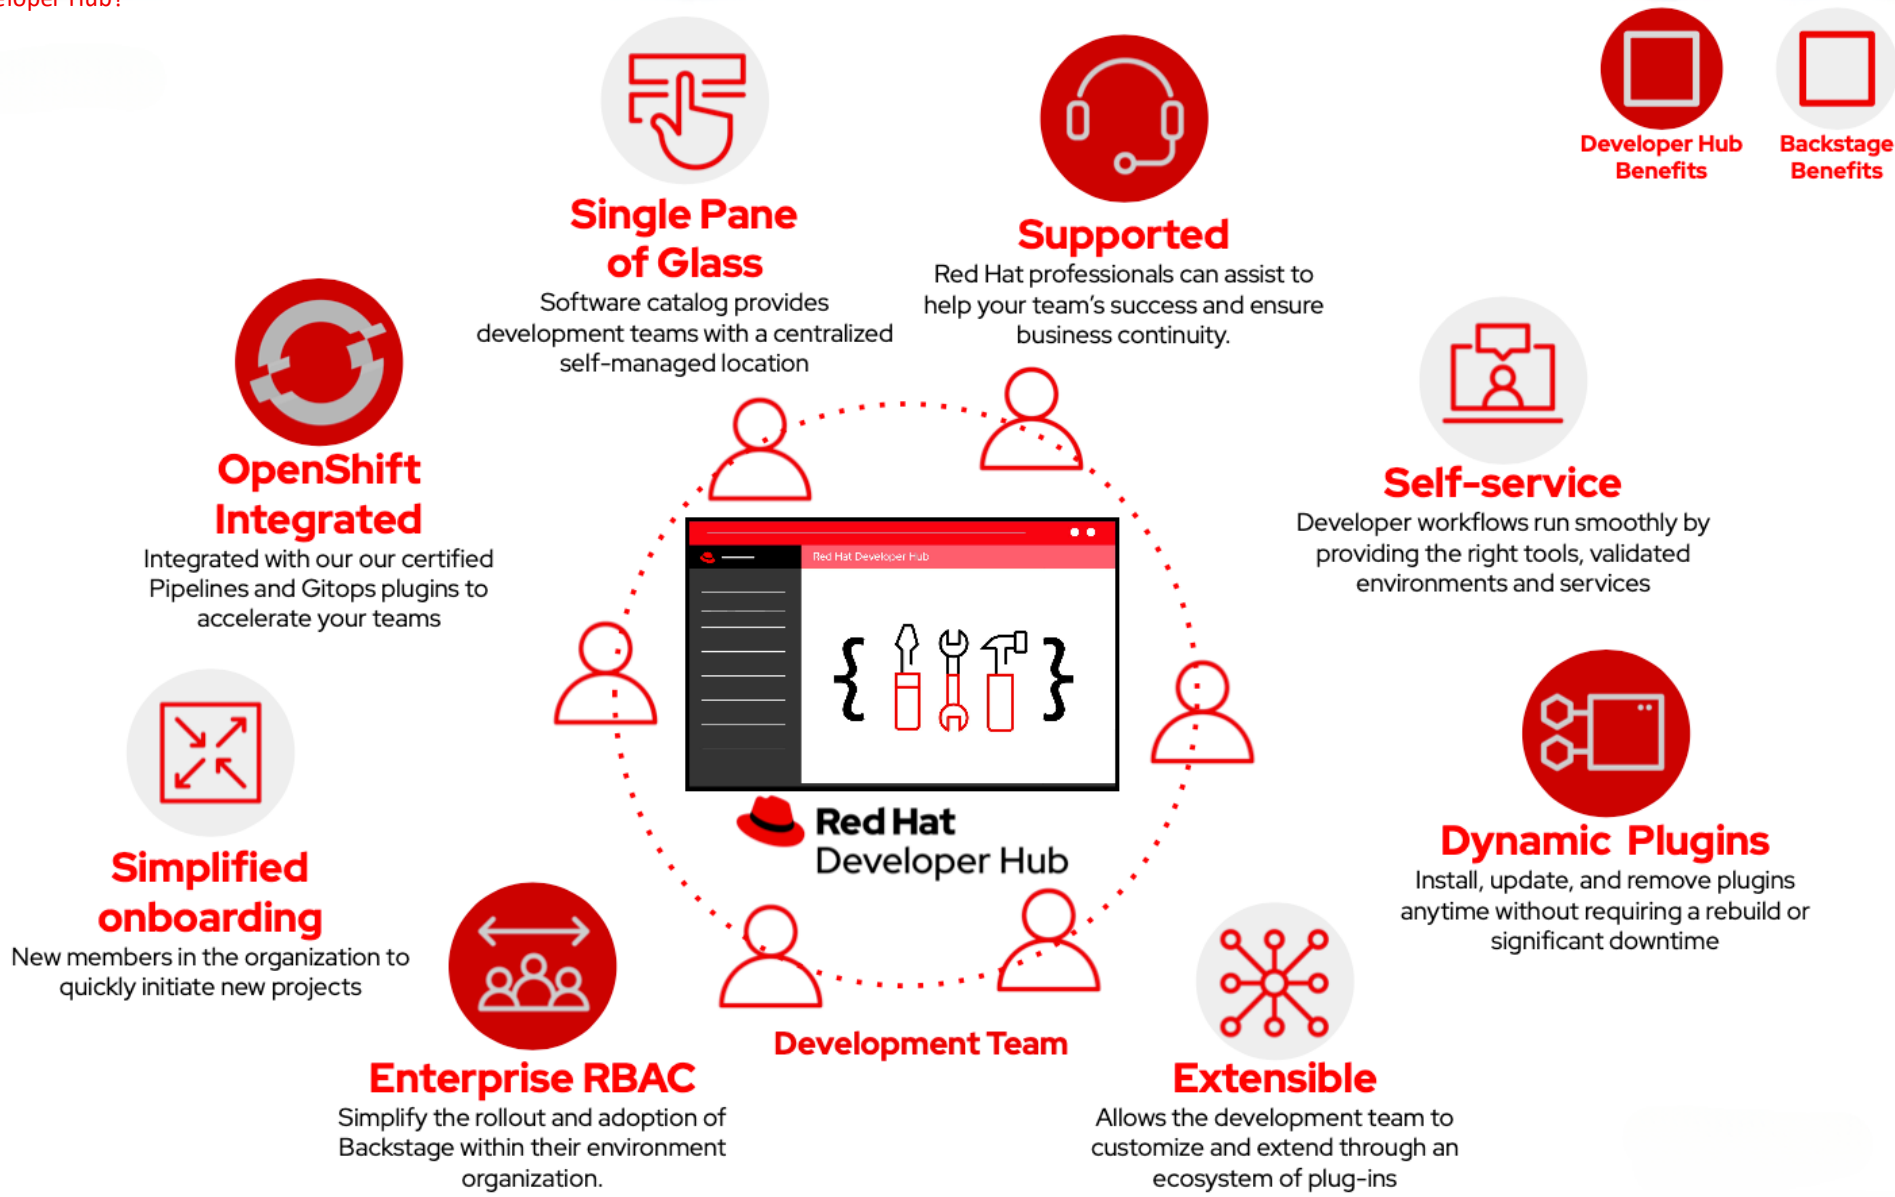 eloper Hub?
Developer Hub
Benefits
Backstage
Benefits
Single Pane
of Glass
Software catalog provides
development teams with a centralized
self-managed location
Supported
Red Hat professionals can assist to
help your team's success and ensure
business continuity.
OpenShift
Integrated
Integrated with our our certified
Pipelines and Gitops plugins to
accelerate your teams
Self-service
Developer workflows run smoothly by
providing the right tools, validated
environments and services
Red Hat Developer Hub
Red Hat
Developer Hub
Simplified
onboarding
New members in the organization to
quickly initiate new projects
Dynamic Plugins
Install, update, and remove plugins
anytime without requiring a rebuild or
significant downtime
Development Team
Enterprise RBAC
Simplify the rollout and adoption of
Backstage within their environment
organization.
Extensible
Allows the development team to
customize and extend through an
ecosystem of plug-ins